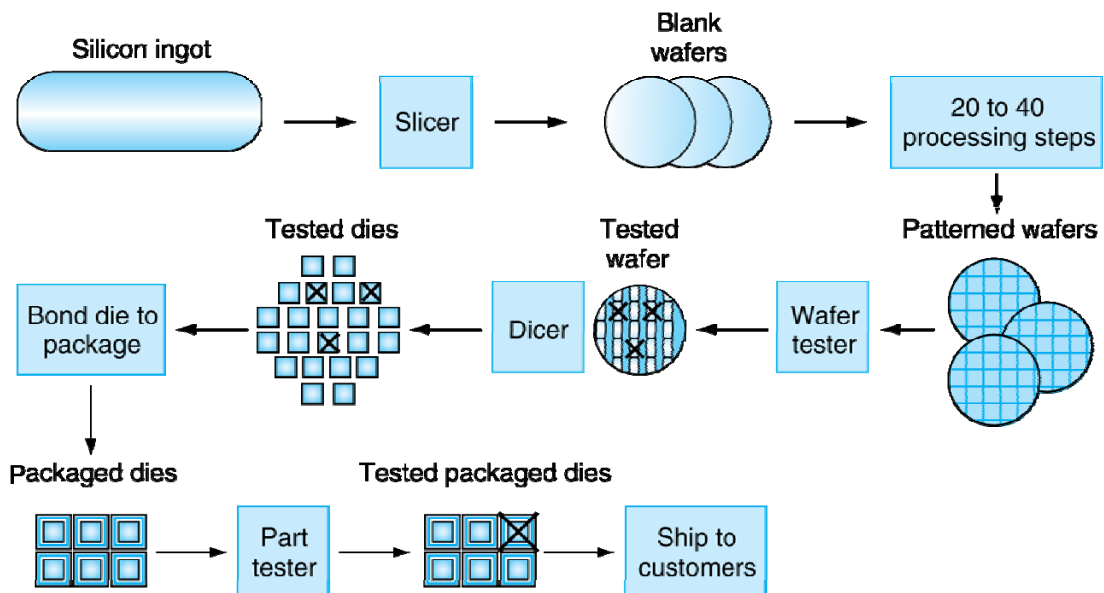 Silicon ingot
Slicer
Blank
wafers
20 to 40
processing steps
Patterned wafers
Wafer
tester
Tested
wafer
Dicer
Tested dies
Bond die to
package
Packaged dies
Part
tester
Tested packaged dies
Ship to
customers